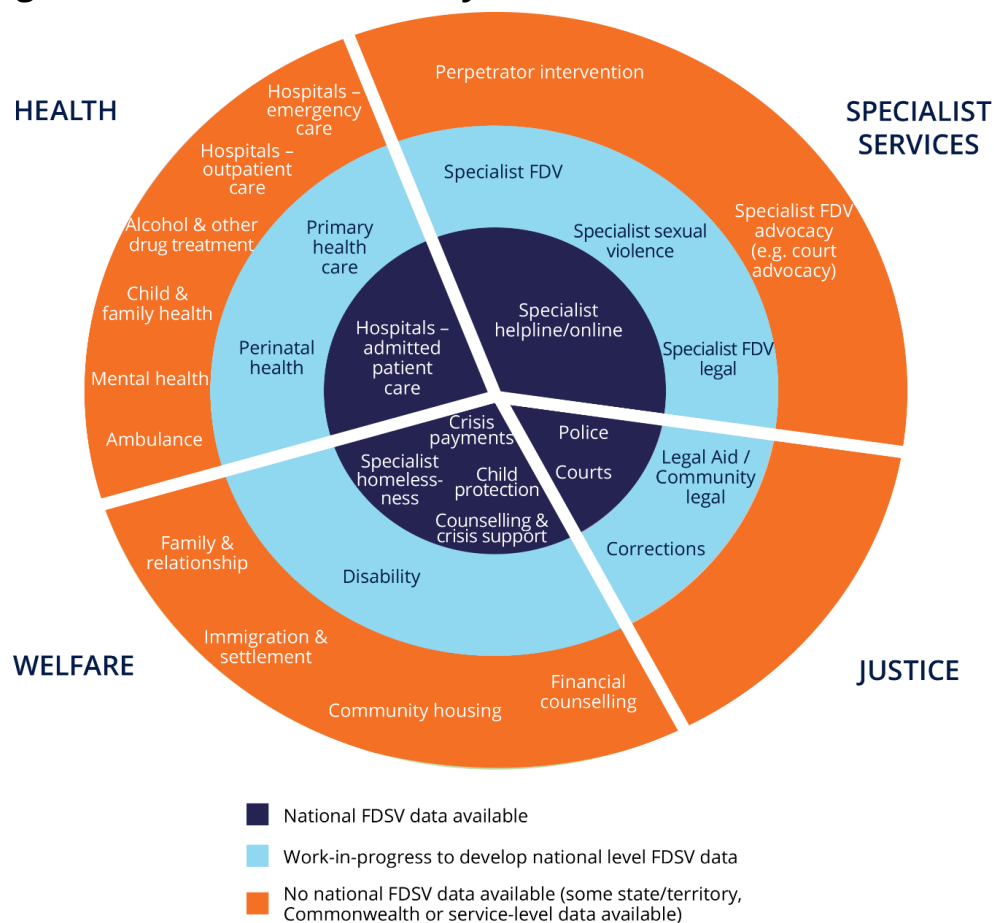 HEALTH
Hospitals –
emergency
care
Hospitals –
outpatient
care
Alcohol & other
drug treatment
Child &
family health
Mental health
Ambulance
Primary
health
care
Perinatal
health
Hospitals –
admitted
patient
care
SPECIALIST
SERVICES
Perpetrator intervention
Specialist FDV
advocacy
(e.g. court
advocacy)
Specialist FDV
Specialist sexual
violence
Specialist FDV
legal
Specialist
helpline/online
WELFARE
Crisis
payments
Specialist
homeless-
ness
Child
protection
Counselling &
crisis support
Disability
Family &
relationship
Immigration &
settlement
Community housing
Financial
counselling
JUSTICE
Police
Courts
Legal Aid /
Community
legal
Corrections
National FDSV data available
Work-in-progress to develop national level FDSV data
No national FDSV data available (some state/territory,
Commonwealth or service-level data available)